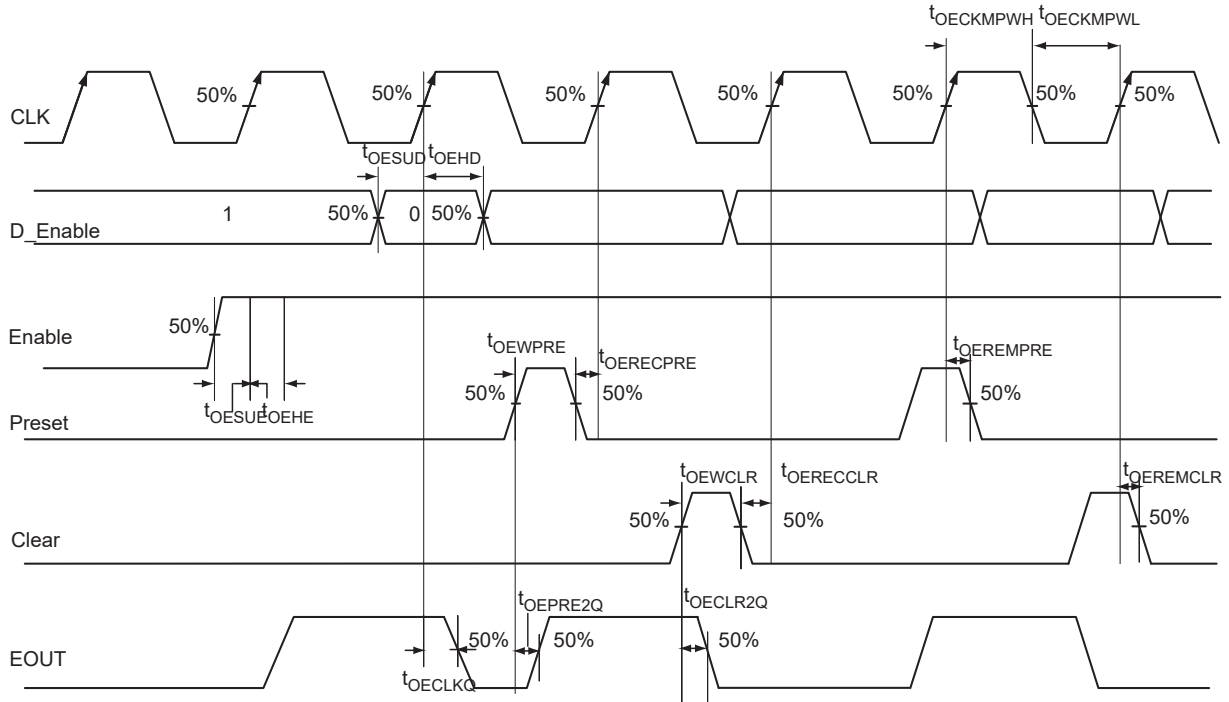 tOECKMPWH tOECKMPWL
CLK
50% 50% 50% 50% 50% 50% 50%
tOESUD tOEHD
D_Enable
1 50% 0 50%
Enable
50%
tOESUE tOEHE
tOEWPRE tOERECPRE tOEREMPRE
Preset
50% 50% 50%
tOEWCLR tOERECCLR tOEREMCLR
Clear
50% 50% 50%
tOEPRE2Q tOECLR2Q
EOUT
50% 50% 50%
tOECLKQ